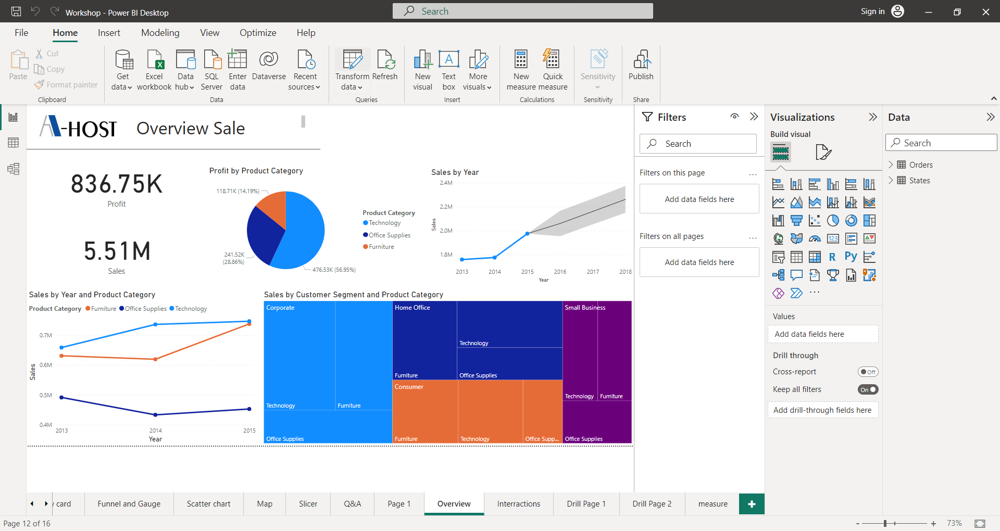 Workshop - Power BI Desktop
Search
Sign in
File
Home
Insert
Modeling
View
Optimize
Help
Paste
Cut
Copy
Format painter
Clipboard
Get data
Excel workbook
Data hub
SQL Server
Enter data
Dataverse
Recent sources
Data
Transform data
Refresh
Queries
New visual
Text box
More visuals
Insert
New measure
Quick measure
Calculations
Sensitivity
Sensitivity
Publish
Share
A-HOST
Overview Sale
836.75K
Profit
5.51M
Sales
Profit by Product Category
118.71K (14.19%)
241.52K
(28.86%)
476.53K (56.95%)
Product Category
Technology
Office Supplies
Furniture
Sales by Year
2.4M
2.2M
2.0M
1.8M
Sales
2013 2014 2015 2016 2017 2018
Year
Sales by Year and Product Category
Product Category Furniture Office Supplies Technology
0.7M
0.6M
0.5M
0.4M
Sales
2013 2014 2015
Year
Sales by Customer Segment and Product Category
Corporate
Technology
Furniture
Office Supplies
Home Office
Furniture
Technology
Office Supplies
Consumer
Furniture
Technology
Office Supp...
Small Business
Technology
Furniture
Office Supplies
Filters
Search
Filters on this page
...
Add data fields here
Filters on all pages
...
Add data fields here
Visualizations
Build visual
123
R
Py
...
Values
Add data fields here
Drill through
Cross-report
Off
Keep all filters
On
Add drill-through fields here
Data
Search
Orders
States
card
Funnel and Gauge
Scatter chart
Map
Slicer
Q&A
Page 1
Overview
Interractions
Drill Page 1
Drill Page 2
measure
+
Page 12 of 16
- + 73%